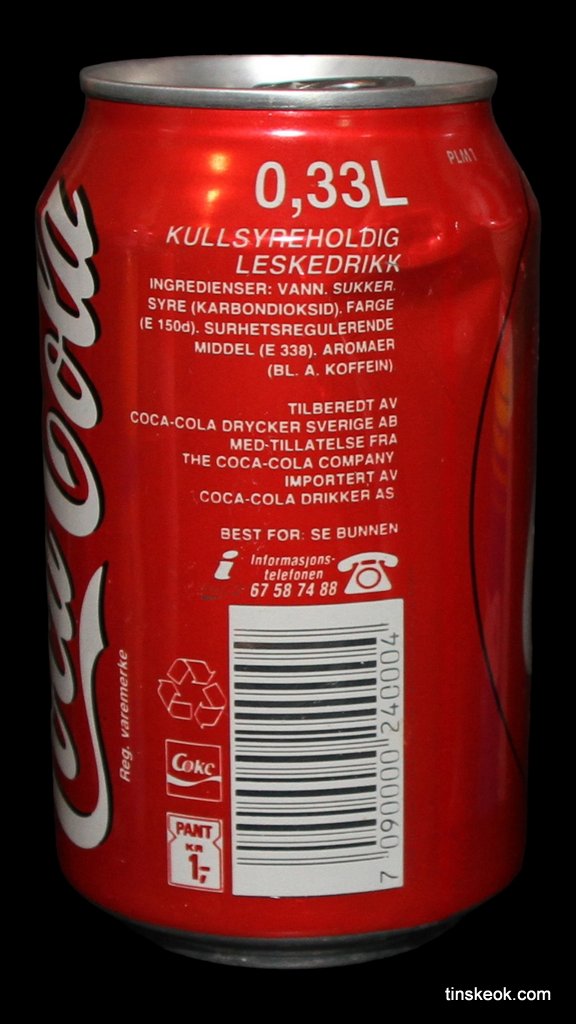 0,33L
PLM1
KULLSYREHOLDIG
LESKEDRIKK
INGREDIENSER: VANN. SUKKER.
SYRE (KARBONDIOKSID). FARGE
(E 150d). SURHETSREGULERENDE
MIDDEL (E 338). AROMAER
(BL. A. KOFFEIN)
TILBEREDT AV
COCA-COLA DRYCKER SVERIGE AB
MED TILLATELSE FRA
THE COCA-COLA COMPANY
IMPORTERT AV
COCA-COLA DRIKKER AS
BEST FØR: SE BUNNEN
i Informasjons-
telefonen
67 58 74 88
Coca-Cola
Reg. varemerke
Coke
PANT
KR
1,-
7 090000 240004
tinskeok.com